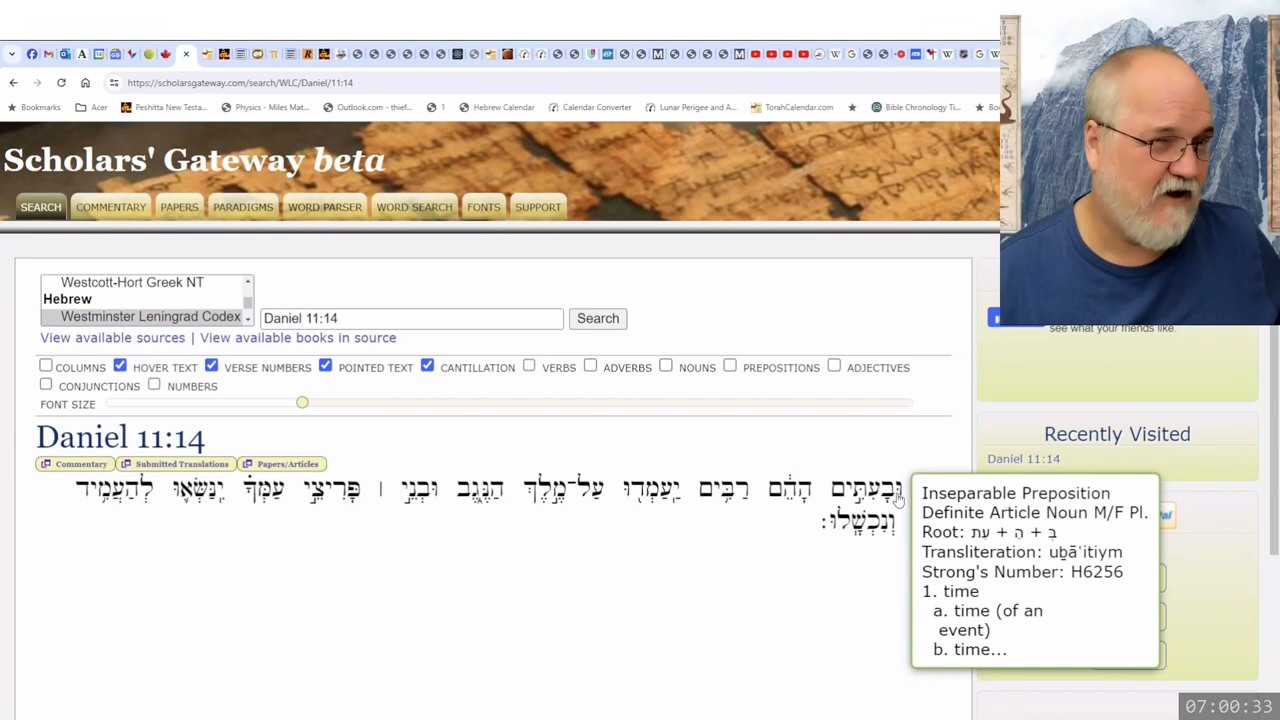 https://scholarsgateway.com/search/WLC/Daniel/11:14
Bookmarks Acer Peshitta New Testa... Physics - Miles Mat... Outlook.com - thief... 1 Hebrew Calendar Calendar Converter Lunar Perigee and A... TorahCalendar.com Bible Chronology Ti...
Scholars' Gateway beta
SEARCH COMMENTARY PAPERS PARADIGMS WORD PARSER WORD SEARCH FONTS SUPPORT
Westcott-Hort Greek NT
Hebrew
Westminster Leningrad Codex
Daniel 11:14 Search
View available sources | View available books in source
see what your friends like.
COLUMNS HOVER TEXT VERSE NUMBERS POINTED TEXT CANTILLATION VERBS ADVERBS NOUNS PREPOSITIONS ADJECTIVES
CONJUNCTIONS NUMBERS
FONT SIZE
Daniel 11:14
Commentary Submitted Translations Papers/Articles
Recently Visited
Daniel 11:14
וּבָעִתִּ֣ים הָהֵ֔ם רַבִּ֥ים יַֽעַמְד֖וּ עַל־מֶ֣לֶךְ הַנֶּ֑גֶב וּבְנֵ֣י ׀ פָּרִיצֵ֣י עַמְּךָ֗ יִֽנַּשְּׂא֛וּ לְהַעֲמִ֥יד
וְנִכְשָֽׁלוּ׃
Inseparable Preposition
Definite Article Noun M/F Pl.
Root: בְּ + הַ + עֵת
Transliteration: uḇā‘itiym
Strong's Number: H6256
1. time
a. time (of an
event)
b. time...
07:00:33